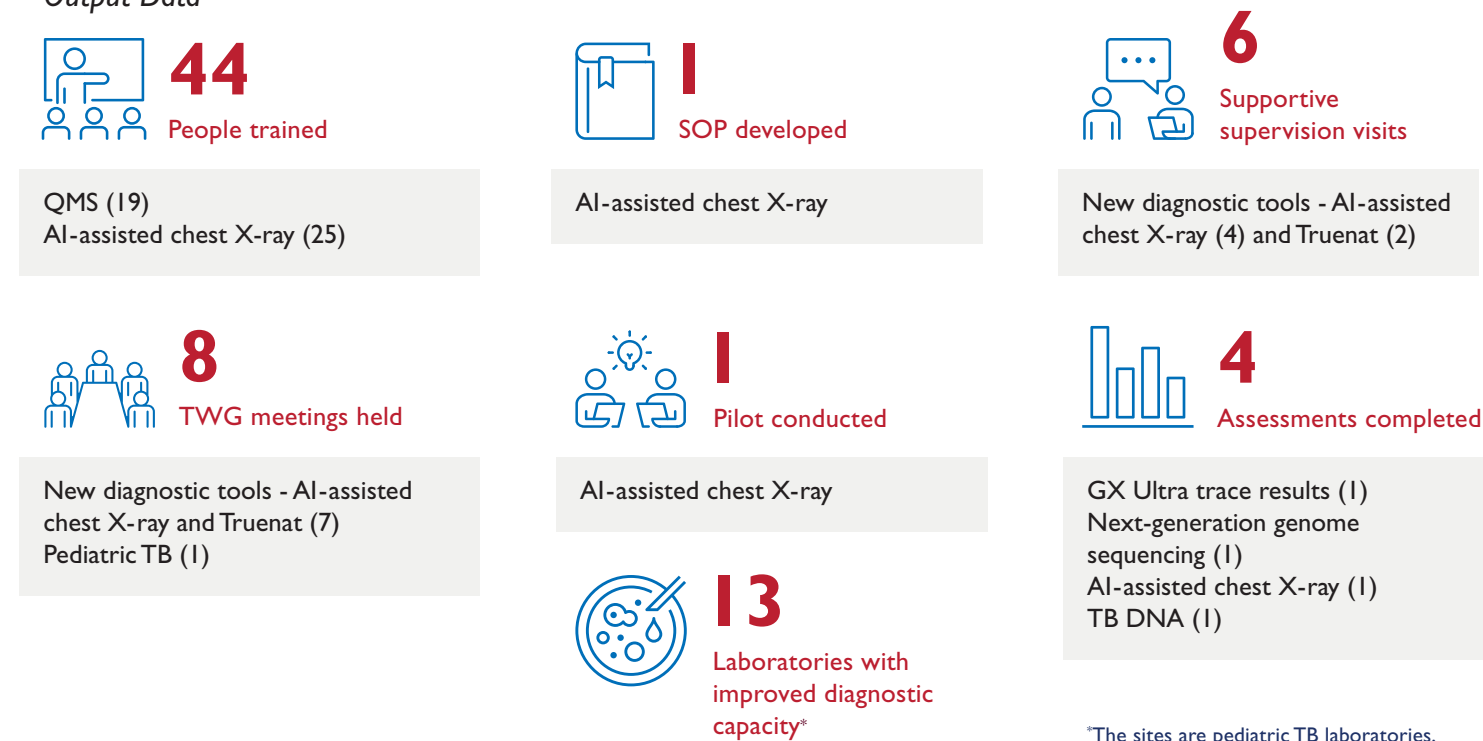 Output Data
44
People trained
QMS (19)
AI-assisted chest X-ray (25)
1
SOP developed
AI-assisted chest X-ray
6
Supportive
supervision visits
New diagnostic tools - AI-assisted
chest X-ray (4) and Truenat (2)
8
TWG meetings held
New diagnostic tools - AI-assisted
chest X-ray and Truenat (7)
Pediatric TB (1)
1
Pilot conducted
AI-assisted chest X-ray
4
Assessments completed
GX Ultra trace results (1)
Next-generation genome
sequencing (1)
AI-assisted chest X-ray (1)
TB DNA (1)
13
Laboratories with
improved diagnostic
capacity*
*The sites are pediatric TB laboratories.